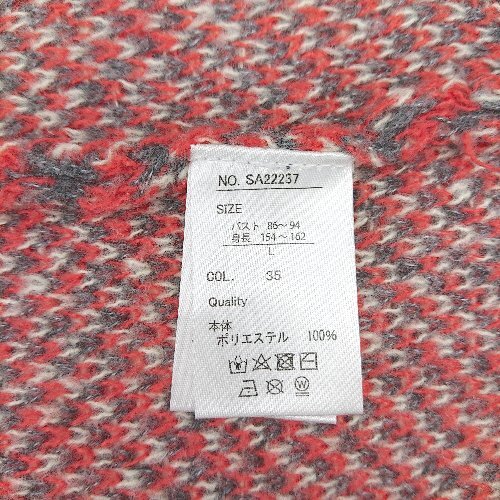 NO. SA22237
SIZE
バスト 86～94
身長 154～162
L
COL. 35
Quality
本体
ポリエステル 100%